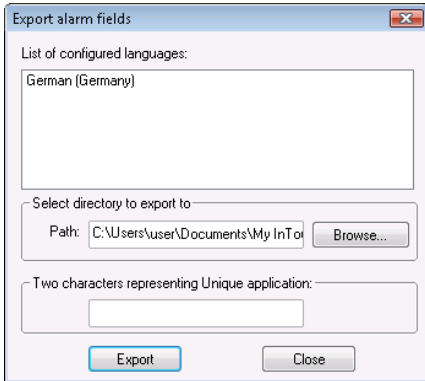 Export alarm fields
List of configured languages:
German (Germany)
Select directory to export to
Path: C:\Users\user\Documents\My InTou Browse...
Two characters representing Unique application:
Export Close